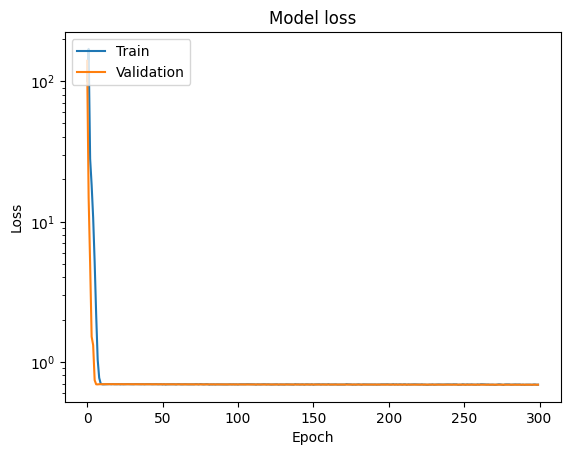 Model loss
Train
Validation
10²
10¹
10⁰
Loss
0 50 100 150 200 250 300
Epoch